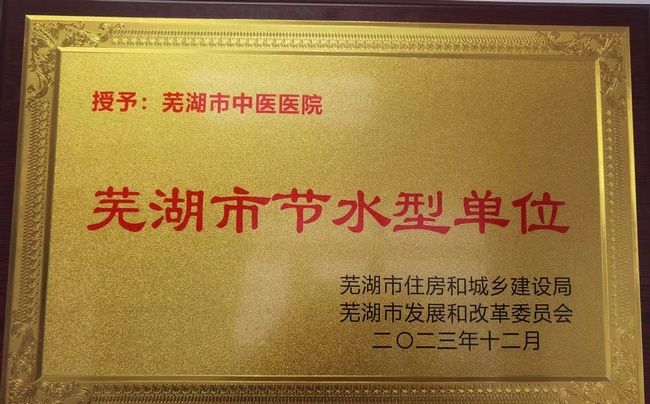 授予：芜湖市中医医院
芜湖市节水型单位
芜湖市住房和城乡建设局
芜湖市发展和改革委员会
二〇二三年十二月